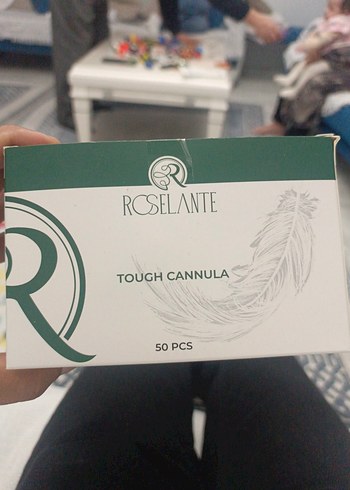 R
ROSELANTE
R
TOUGH CANNULA
50 PCS